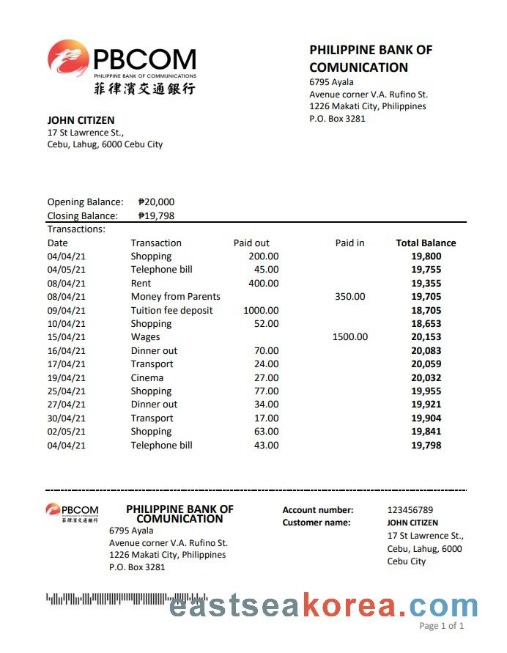 PBCOM
PHILIPPINE BANK OF COMMUNICATIONS
菲律濱交通銀行
PHILIPPINE BANK OF
COMUNICATION
6795 Ayala
Avenue corner V.A. Rufino St.
1226 Makati City, Philippines
P.O. Box 3281
JOHN CITIZEN
17 St Lawrence St.,
Cebu, Lahug, 6000 Cebu City
Opening Balance: ₱20,000
Closing Balance: ₱19,798
Transactions:
Date Transaction Paid out Paid in Total Balance
04/04/21 Shopping 200.00 19,800
04/05/21 Telephone bill 45.00 19,755
08/04/21 Rent 400.00 19,355
08/04/21 Money from Parents 350.00 19,705
09/04/21 Tuition fee deposit 1000.00 18,705
10/04/21 Shopping 52.00 18,653
15/04/21 Wages 1500.00 20,153
16/04/21 Dinner out 70.00 20,083
17/04/21 Transport 24.00 20,059
19/04/21 Cinema 27.00 20,032
25/04/21 Shopping 77.00 19,955
27/04/21 Dinner out 34.00 19,921
30/04/21 Transport 17.00 19,904
02/05/21 Shopping 63.00 19,841
04/04/21 Telephone bill 43.00 19,798
PBCOM
菲律濱交通銀行
PHILIPPINE BANK OF
COMUNICATION
6795 Ayala
Avenue corner V.A. Rufino St.
1226 Makati City, Philippines
P.O. Box 3281
Account number: 123456789
Customer name: JOHN CITIZEN
17 St Lawrence St.,
Cebu, Lahug, 6000
Cebu City
eastseakorea.com
Page 1 of 1